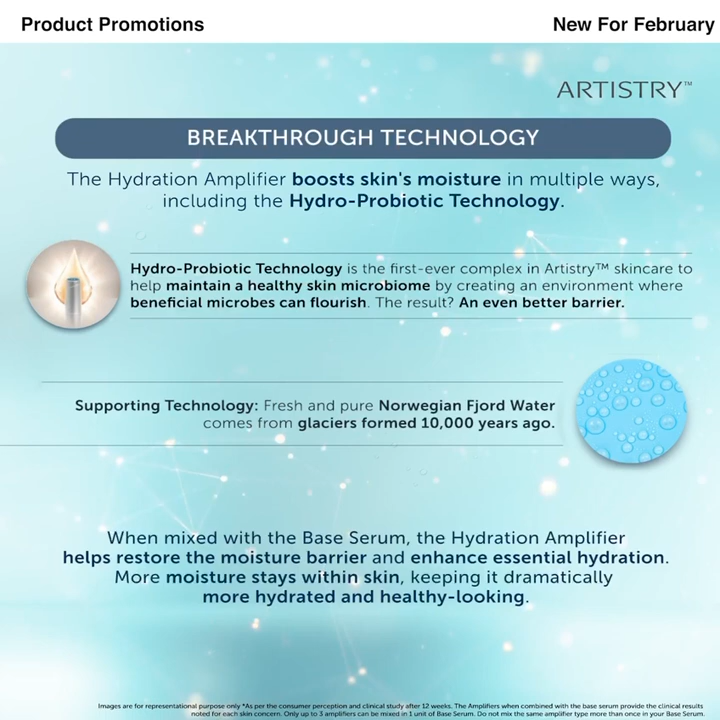 Product Promotions
New For February
ARTISTRY™
BREAKTHROUGH TECHNOLOGY
The Hydration Amplifier boosts skin's moisture in multiple ways,
including the Hydro-Probiotic Technology.
Hydro-Probiotic Technology is the first-ever complex in Artistry™ skincare to
help maintain a healthy skin microbiome by creating an environment where
beneficial microbes can flourish. The result? An even better barrier.
Supporting Technology: Fresh and pure Norwegian Fjord Water
comes from glaciers formed 10,000 years ago.
When mixed with the Base Serum, the Hydration Amplifier
helps restore the moisture barrier and enhance essential hydration.
More moisture stays within skin, keeping it dramatically
more hydrated and healthy-looking.
Images are for representational purpose only *As per the consumer perception and clinical study after 12 weeks. The Amplifiers when combined with the base serum provide the clinical results
noted for each skin concern. Only up to 3 amplifiers can be mixed in 1 unit of Base Serum. Do not mix the same amplifier type more than once in your Base Serum.